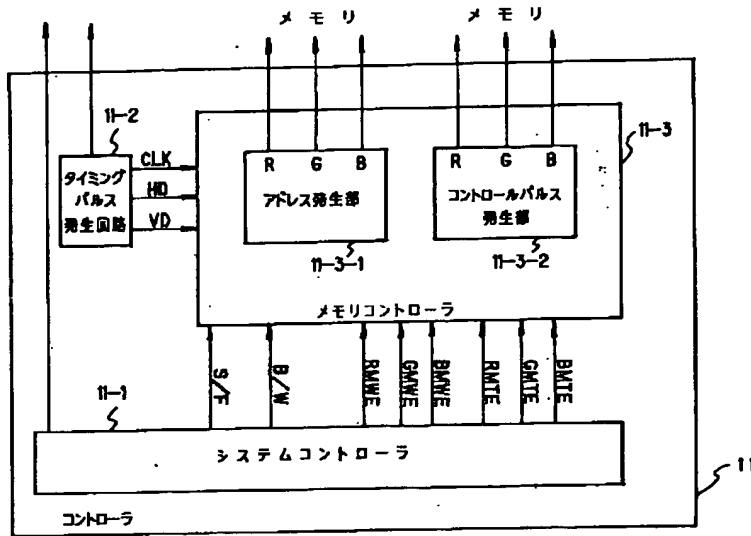 メモリ メモリ
11-2
11-3
CLK
HD
VD
タイミング
パルス
発生回路
R G B
アドレス発生部
11-3-1
R G B
コントロールパルス
発生部
11-3-2
メモリコントローラ
S/F
B/W
RMWE
GMWE
BMWE
RMTE
GMTE
BMTE
11-1
システムコントローラ
コントローラ
11